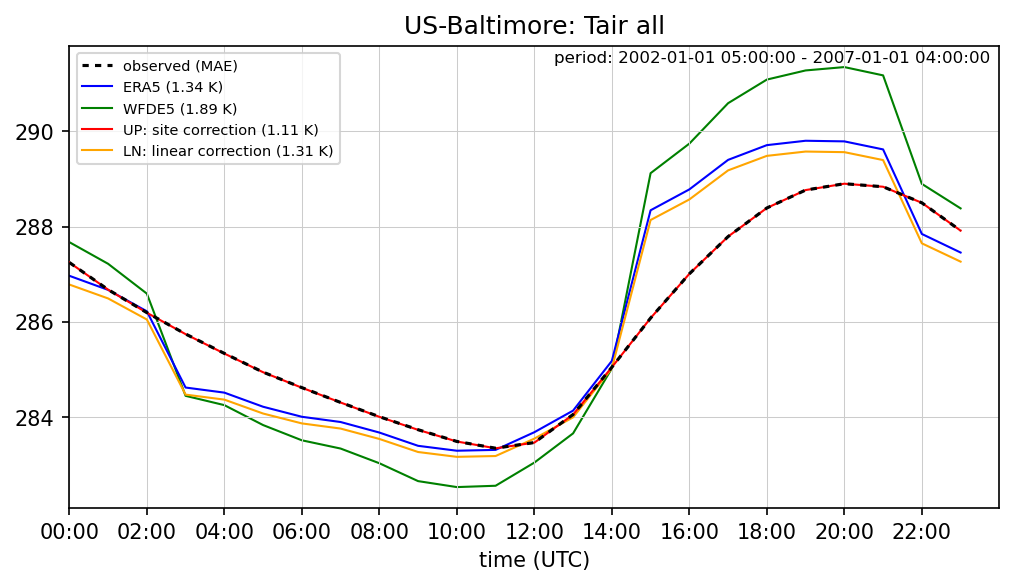 US-Baltimore: Tair all
period: 2002-01-01 05:00:00 - 2007-01-01 04:00:00
observed (MAE)
ERA5 (1.34 K)
WFDE5 (1.89 K)
UP: site correction (1.11 K)
LN: linear correction (1.31 K)
290
288
286
284
00:00 02:00 04:00 06:00 08:00 10:00 12:00 14:00 16:00 18:00 20:00 22:00
time (UTC)